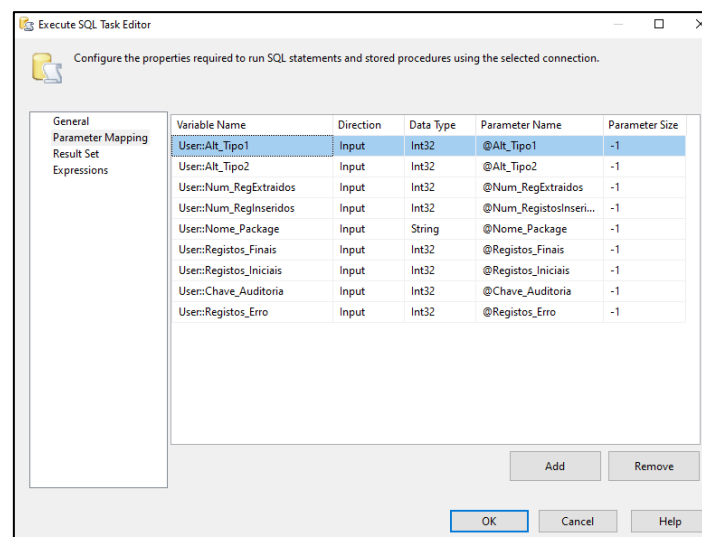 Execute SQL Task Editor
Configure the properties required to run SQL statements and stored procedures using the selected connection.
General
Parameter Mapping
Result Set
Expressions
Variable Name Direction Data Type Parameter Name Parameter Size
User::Alt_Tipo1 Input Int32 @Alt_Tipo1 -1
User::Alt_Tipo2 Input Int32 @Alt_Tipo2 -1
User::Num_RegExtraidos Input Int32 @Num_RegExtraidos -1
User::Num_RegInseridos Input Int32 @Num_RegistosInseri... -1
User::Nome_Package Input String @Nome_Package -1
User::Registos_Finais Input Int32 @Registos_Finais -1
User::Registos_Iniciais Input Int32 @Registos_Iniciais -1
User::Chave_Auditoria Input Int32 @Chave_Auditoria -1
User::Registos_Erro Input Int32 @Registos_Erro -1
Add Remove
OK Cancel Help